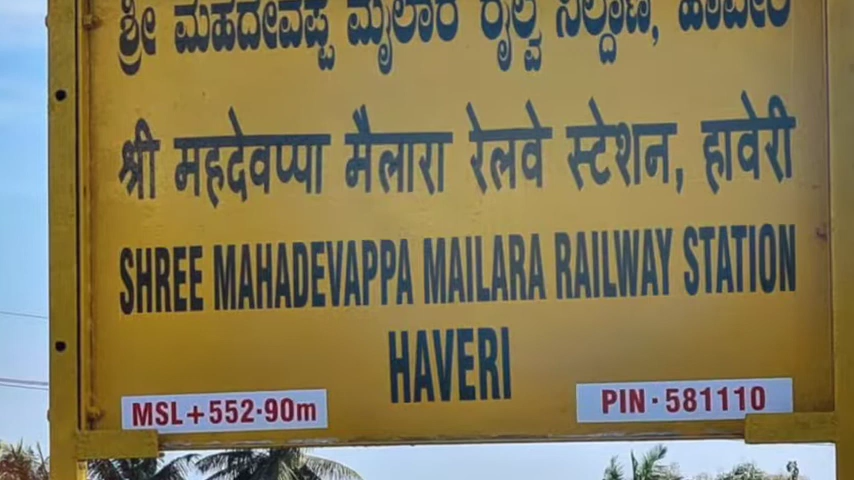 ಶ್ರೀ ಮಹದೇವಪ್ಪ ಮೈಲಾರ ರೈಲ್ವೆ ನಿಲ್ದಾಣ, ಹಾವೇರಿ
श्री महदेवप्पा मैलारा रेलवे स्टेशन, हावेरी
SHREE MAHADEVAPPA MAILARA RAILWAY STATION
HAVERI
MSL+552·90m
PIN·581110